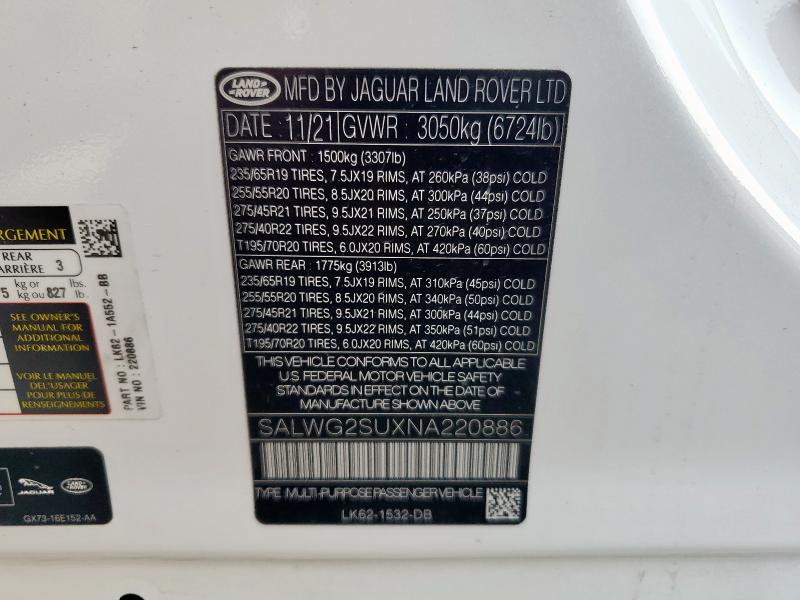 LAND ROVER
MFD BY JAGUAR LAND ROVER LTD
DATE : 11/21 GVWR : 3050kg (6724lb)
GAWR FRONT : 1500kg (3307lb)
235/65R19 TIRES, 7.5JX19 RIMS, AT 260kPa (38psi) COLD
255/55R20 TIRES, 8.5JX20 RIMS, AT 300kPa (44psi) COLD
275/45R21 TIRES, 9.5JX21 RIMS, AT 250kPa (37psi) COLD
275/40R22 TIRES, 9.5JX22 RIMS, AT 270kPa (40psi) COLD
T195/70R20 TIRES, 6.0JX20 RIMS, AT 420kPa (60psi) COLD
GAWR REAR : 1775kg (3913lb)
235/65R19 TIRES, 7.5JX19 RIMS, AT 310kPa (45psi) COLD
255/55R20 TIRES, 8.5JX20 RIMS, AT 340kPa (50psi) COLD
275/45R21 TIRES, 9.5JX21 RIMS, AT 300kPa (44psi) COLD
275/40R22 TIRES, 9.5JX22 RIMS, AT 350kPa (51psi) COLD
T195/70R20 TIRES, 6.0JX20 RIMS, AT 420kPa (60psi) COLD
THIS VEHICLE CONFORMS TO ALL APPLICABLE
U.S. FEDERAL MOTOR VEHICLE SAFETY
STANDARDS IN EFFECT ON THE DATE OF
MANUFACTURE SHOWN ABOVE
SALWG2SUXNA220886
TYPE : MULTI-PURPOSE PASSENGER VEHICLE
LK62-1532-DB
REAR 3
kg or lbs.
kg ou 827 lb.
SEE OWNER'S
MANUAL FOR
ADDITIONAL
INFORMATION
VOIR LE MANUEL
DEL'USAGER
POUR PLUS DE
RENSEIGNEMENTS
PART NO : LK62 - 1A552 - BB
VIN NO : 220886
JAGUAR
LAND ROVER
GX73-16E152-AA